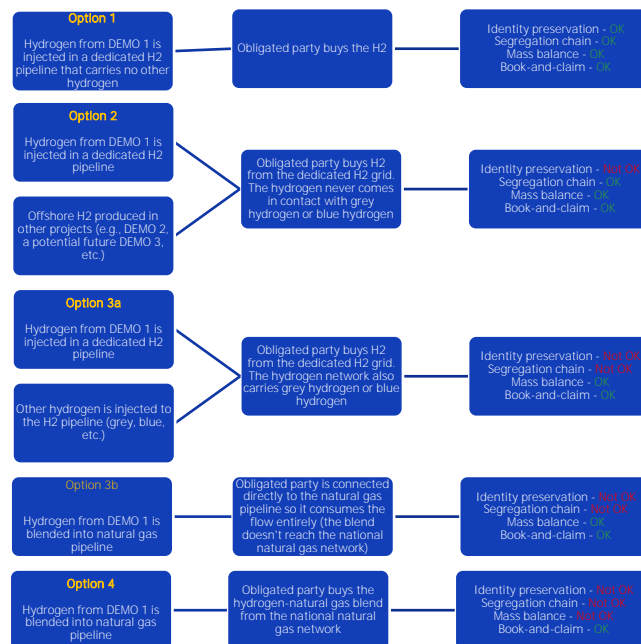 Option 1
Hydrogen from DEMO 1 is
injected in a dedicated H2
pipeline that carries no other
hydrogen
Obligated party buys the H2
Identity preservation - OK
Segregation chain - OK
Mass balance - OK
Book-and-claim - OK
Option 2
Hydrogen from DEMO 1 is
injected in a dedicated H2
pipeline
Offshore H2 produced in
other projects (e.g., DEMO 2,
a potential future DEMO 3,
etc.)
Obligated party buys H2
from the dedicated H2 grid.
The hydrogen never comes
in contact with grey
hydrogen or blue hydrogen
Identity preservation - Not OK
Segregation chain - OK
Mass balance - OK
Book-and-claim - OK
Option 3a
Hydrogen from DEMO 1 is
injected in a dedicated H2
pipeline
Other hydrogen is injected to
the H2 pipeline (grey, blue,
etc.)
Obligated party buys H2
from the dedicated H2 grid.
The hydrogen network also
carries grey hydrogen or blue
hydrogen
Identity preservation - Not OK
Segregation chain - Not OK
Mass balance - OK
Book-and-claim - OK
Option 3b
Hydrogen from DEMO 1 is
blended into natural gas
pipeline
Obligated party is connected
directly to the natural gas
pipeline so it consumes the
flow entirely (the blend
doesn't reach the national
natural gas network)
Identity preservation - Not OK
Segregation chain - Not OK
Mass balance - OK
Book-and-claim - OK
Option 4
Hydrogen from DEMO 1 is
blended into natural gas
pipeline
Obligated party buys the
hydrogen-natural gas blend
from the national natural
gas network
Identity preservation - Not OK
Segregation chain - Not OK
Mass balance - Not OK
Book-and-claim - OK